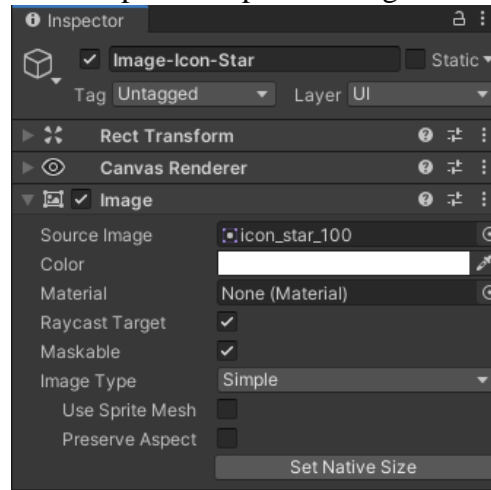 Inspector
Image-Icon-Star Static
Tag Untagged Layer UI
Rect Transform
Canvas Renderer
Image
Source Image icon_star_100
Color
Material None (Material)
Raycast Target
Maskable
Image Type Simple
Use Sprite Mesh
Preserve Aspect
Set Native Size